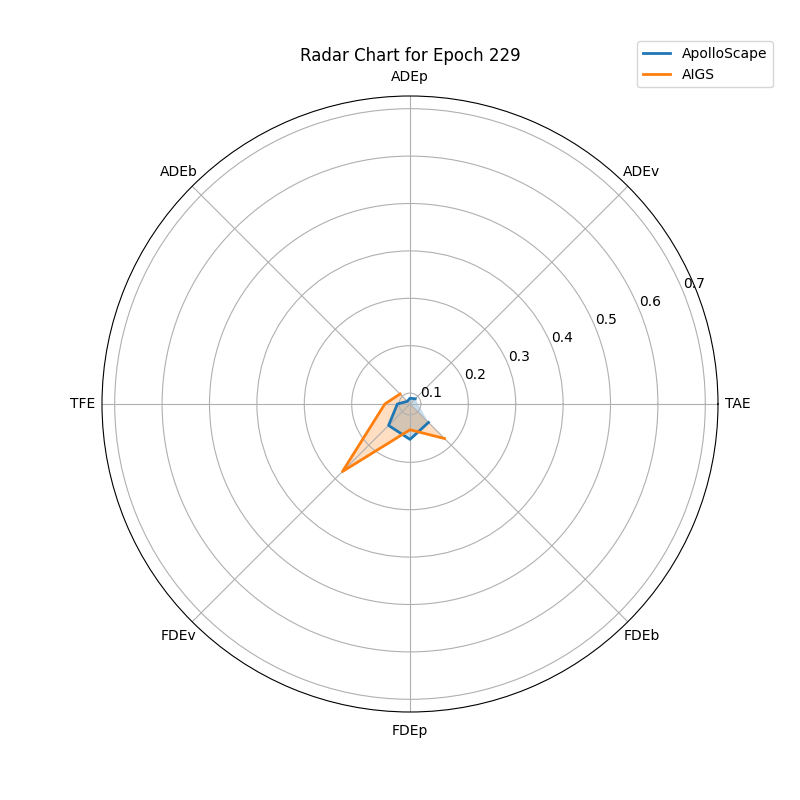 Radar Chart for Epoch 229
ApolloScape
AIGS
ADEp
ADEb
ADEv
0.7
0.6
0.5
0.4
0.3
0.2
0.1
TFE
TAE
FDEv
FDEb
FDEp